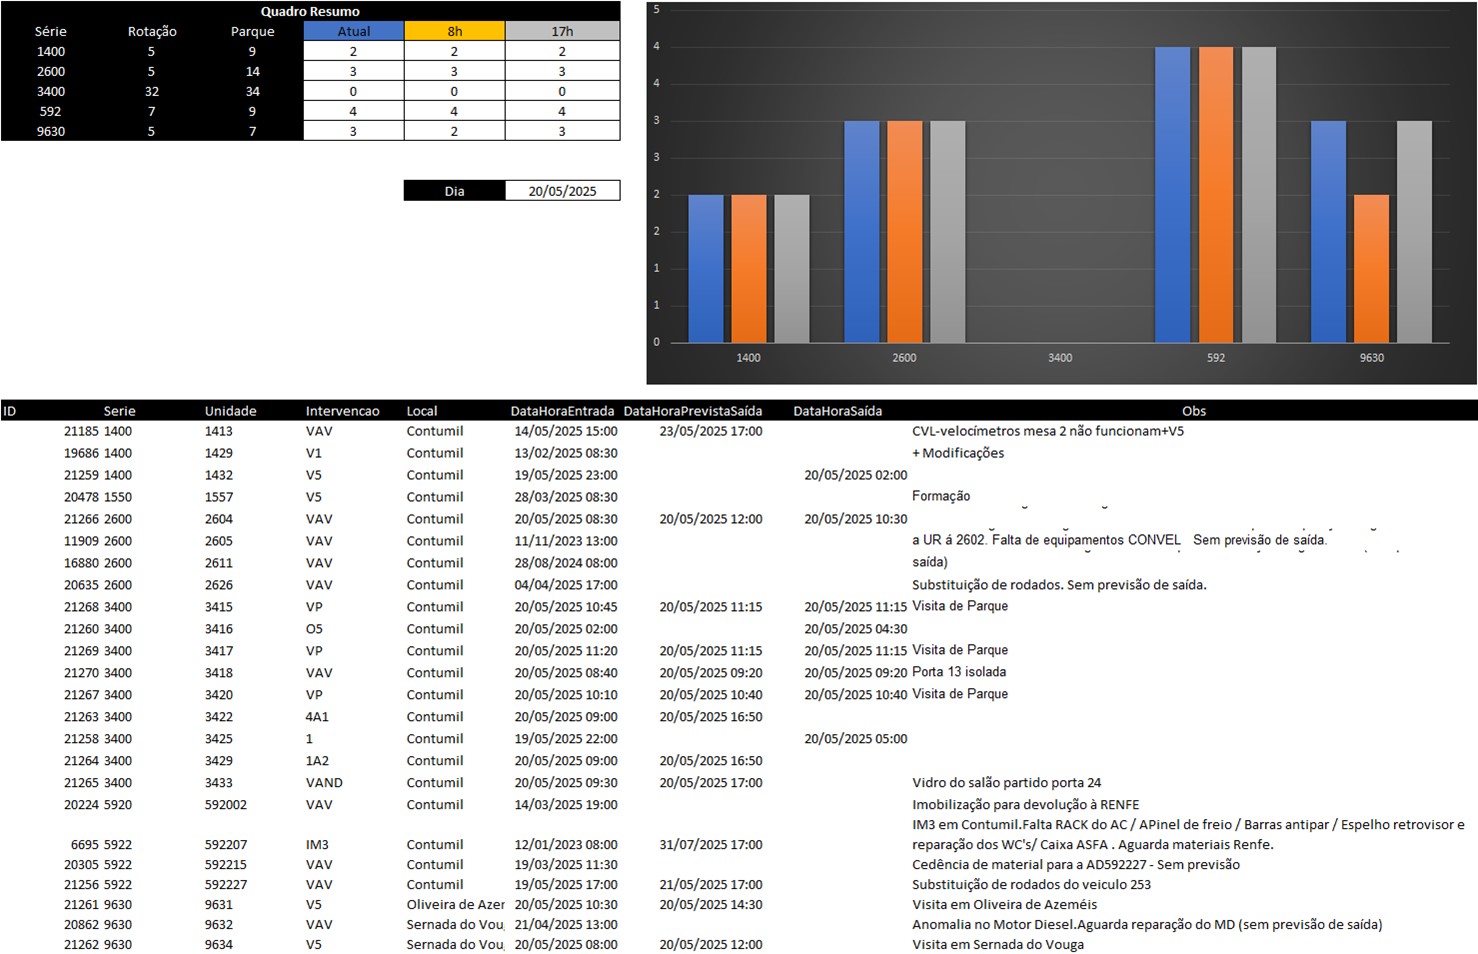 Quadro Resumo
Série Rotação Parque Atual 8h 17h
1400 5 9 2 2 2
2600 5 14 3 3 3
3400 32 34 0 0 0
592 7 9 4 4 4
9630 5 7 3 2 3
Dia 20/05/2025
5
4
4
3
3
2
2
1
1
0
1400 2600 3400 592 9630
ID Serie Unidade Intervencao Local DataHoraEntrada DataHoraPrevistaSaída DataHoraSaída Obs
21185 1400 1413 VAV Contumil 14/05/2025 15:00 23/05/2025 17:00 CVL-velocímetros mesa 2 não funcionam+V5
19686 1400 1429 V1 Contumil 13/02/2025 08:30 + Modificações
21259 1400 1432 V5 Contumil 19/05/2025 23:00 20/05/2025 02:00
20478 1550 1557 V5 Contumil 28/03/2025 08:30 Formação
21266 2600 2604 VAV Contumil 20/05/2025 08:30 20/05/2025 12:00 20/05/2025 10:30
11909 2600 2605 VAV Contumil 11/11/2023 13:00 a UR á 2602. Falta de equipamentos CONVEL Sem previsão de saída.
16880 2600 2611 VAV Contumil 28/08/2024 08:00 saída)
20635 2600 2626 VAV Contumil 04/04/2025 17:00 Substituição de rodados. Sem previsão de saída.
21268 3400 3415 VP Contumil 20/05/2025 10:45 20/05/2025 11:15 20/05/2025 11:15 Visita de Parque
21260 3400 3416 O5 Contumil 20/05/2025 02:00 20/05/2025 04:30
21269 3400 3417 VP Contumil 20/05/2025 11:20 20/05/2025 11:15 20/05/2025 11:15 Visita de Parque
21270 3400 3418 VAV Contumil 20/05/2025 08:40 20/05/2025 09:20 20/05/2025 09:20 Porta 13 isolada
21267 3400 3420 VP Contumil 20/05/2025 10:10 20/05/2025 10:40 20/05/2025 10:40 Visita de Parque
21263 3400 3422 4A1 Contumil 20/05/2025 09:00 20/05/2025 16:50
21258 3400 3425 1 Contumil 19/05/2025 22:00 20/05/2025 05:00
21264 3400 3429 1A2 Contumil 20/05/2025 09:00 20/05/2025 16:50
21265 3400 3433 VAND Contumil 20/05/2025 09:30 20/05/2025 17:00 Vidro do salão partido porta 24
20224 5920 592002 VAV Contumil 14/03/2025 19:00 Imobilização para devolução à RENFE
IM3 em Contumil.Falta RACK do AC / APinel de freio / Barras antipar / Espelho retrovisor e
6695 5922 592207 IM3 Contumil 12/01/2023 08:00 31/07/2025 17:00 reparação dos WC's/ Caixa ASFA . Aguarda materiais Renfe.
20305 5922 592215 VAV Contumil 19/03/2025 11:30 Cedência de material para a AD592227 - Sem previsão
21256 5922 592227 VAV Contumil 19/05/2025 17:00 21/05/2025 17:00 Substituição de rodados do veiculo 253
21261 9630 9631 V5 Oliveira de Azer 20/05/2025 10:30 20/05/2025 14:30 Visita em Oliveira de Azeméis
20862 9630 9632 VAV Sernada do Vou 21/04/2025 13:00 Anomalia no Motor Diesel.Aguarda reparação do MD (sem previsão de saída)
21262 9630 9634 V5 Sernada do Vou 20/05/2025 08:00 20/05/2025 12:00 Visita em Sernada do Vouga